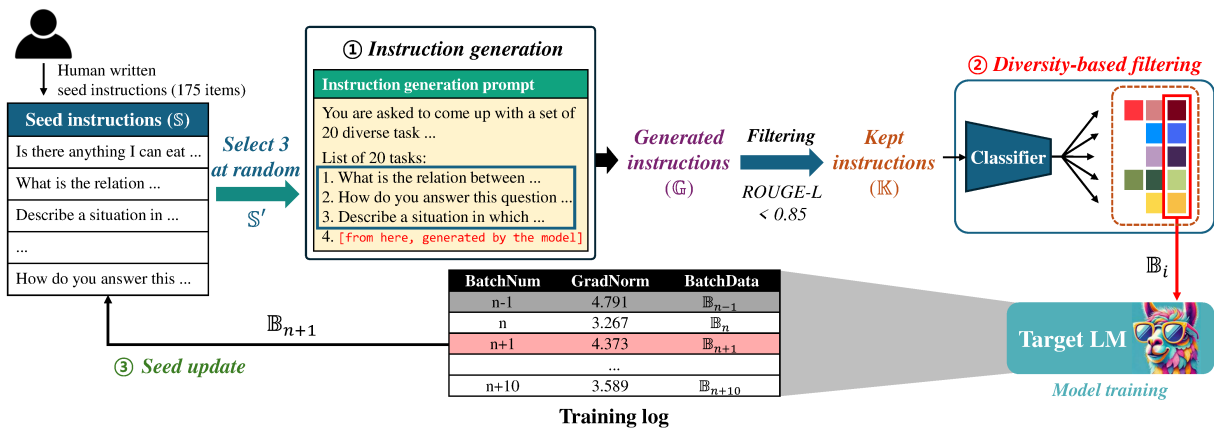 Human written
seed instructions (175 items)
Seed instructions (𝕊)
Is there anything I can eat ...
What is the relation ...
Describe a situation in ...
...
How do you answer this ...
Select 3
at random
𝕊′
① Instruction generation
Instruction generation prompt
You are asked to come up with a set of
20 diverse task ...
List of 20 tasks:
1. What is the relation between ...
2. How do you answer this question ...
3. Describe a situation in which ...
4. [from here, generated by the model]
Generated
instructions
(𝔾)
Filtering
ROUGE-L
< 0.85
Kept
instructions
(𝕂)
② Diversity-based filtering
Classifier
𝔹i
Target LM
Model training
BatchNum GradNorm BatchData
n-1 4.791 𝔹n−1
n 3.267 𝔹n
n+1 4.373 𝔹n+1
...
n+10 3.589 𝔹n+10
Training log
𝔹n+1
③ Seed update